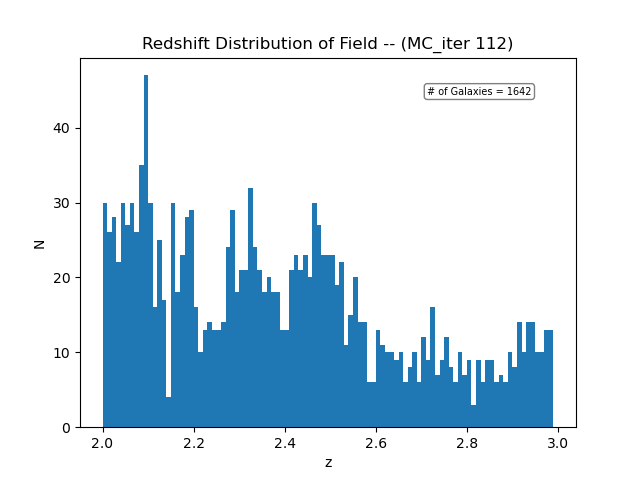 Redshift Distribution of Field -- (MC_iter 112)
# of Galaxies = 1642
N
40
30
20
10
0
2.0 2.2 2.4 2.6 2.8 3.0
z